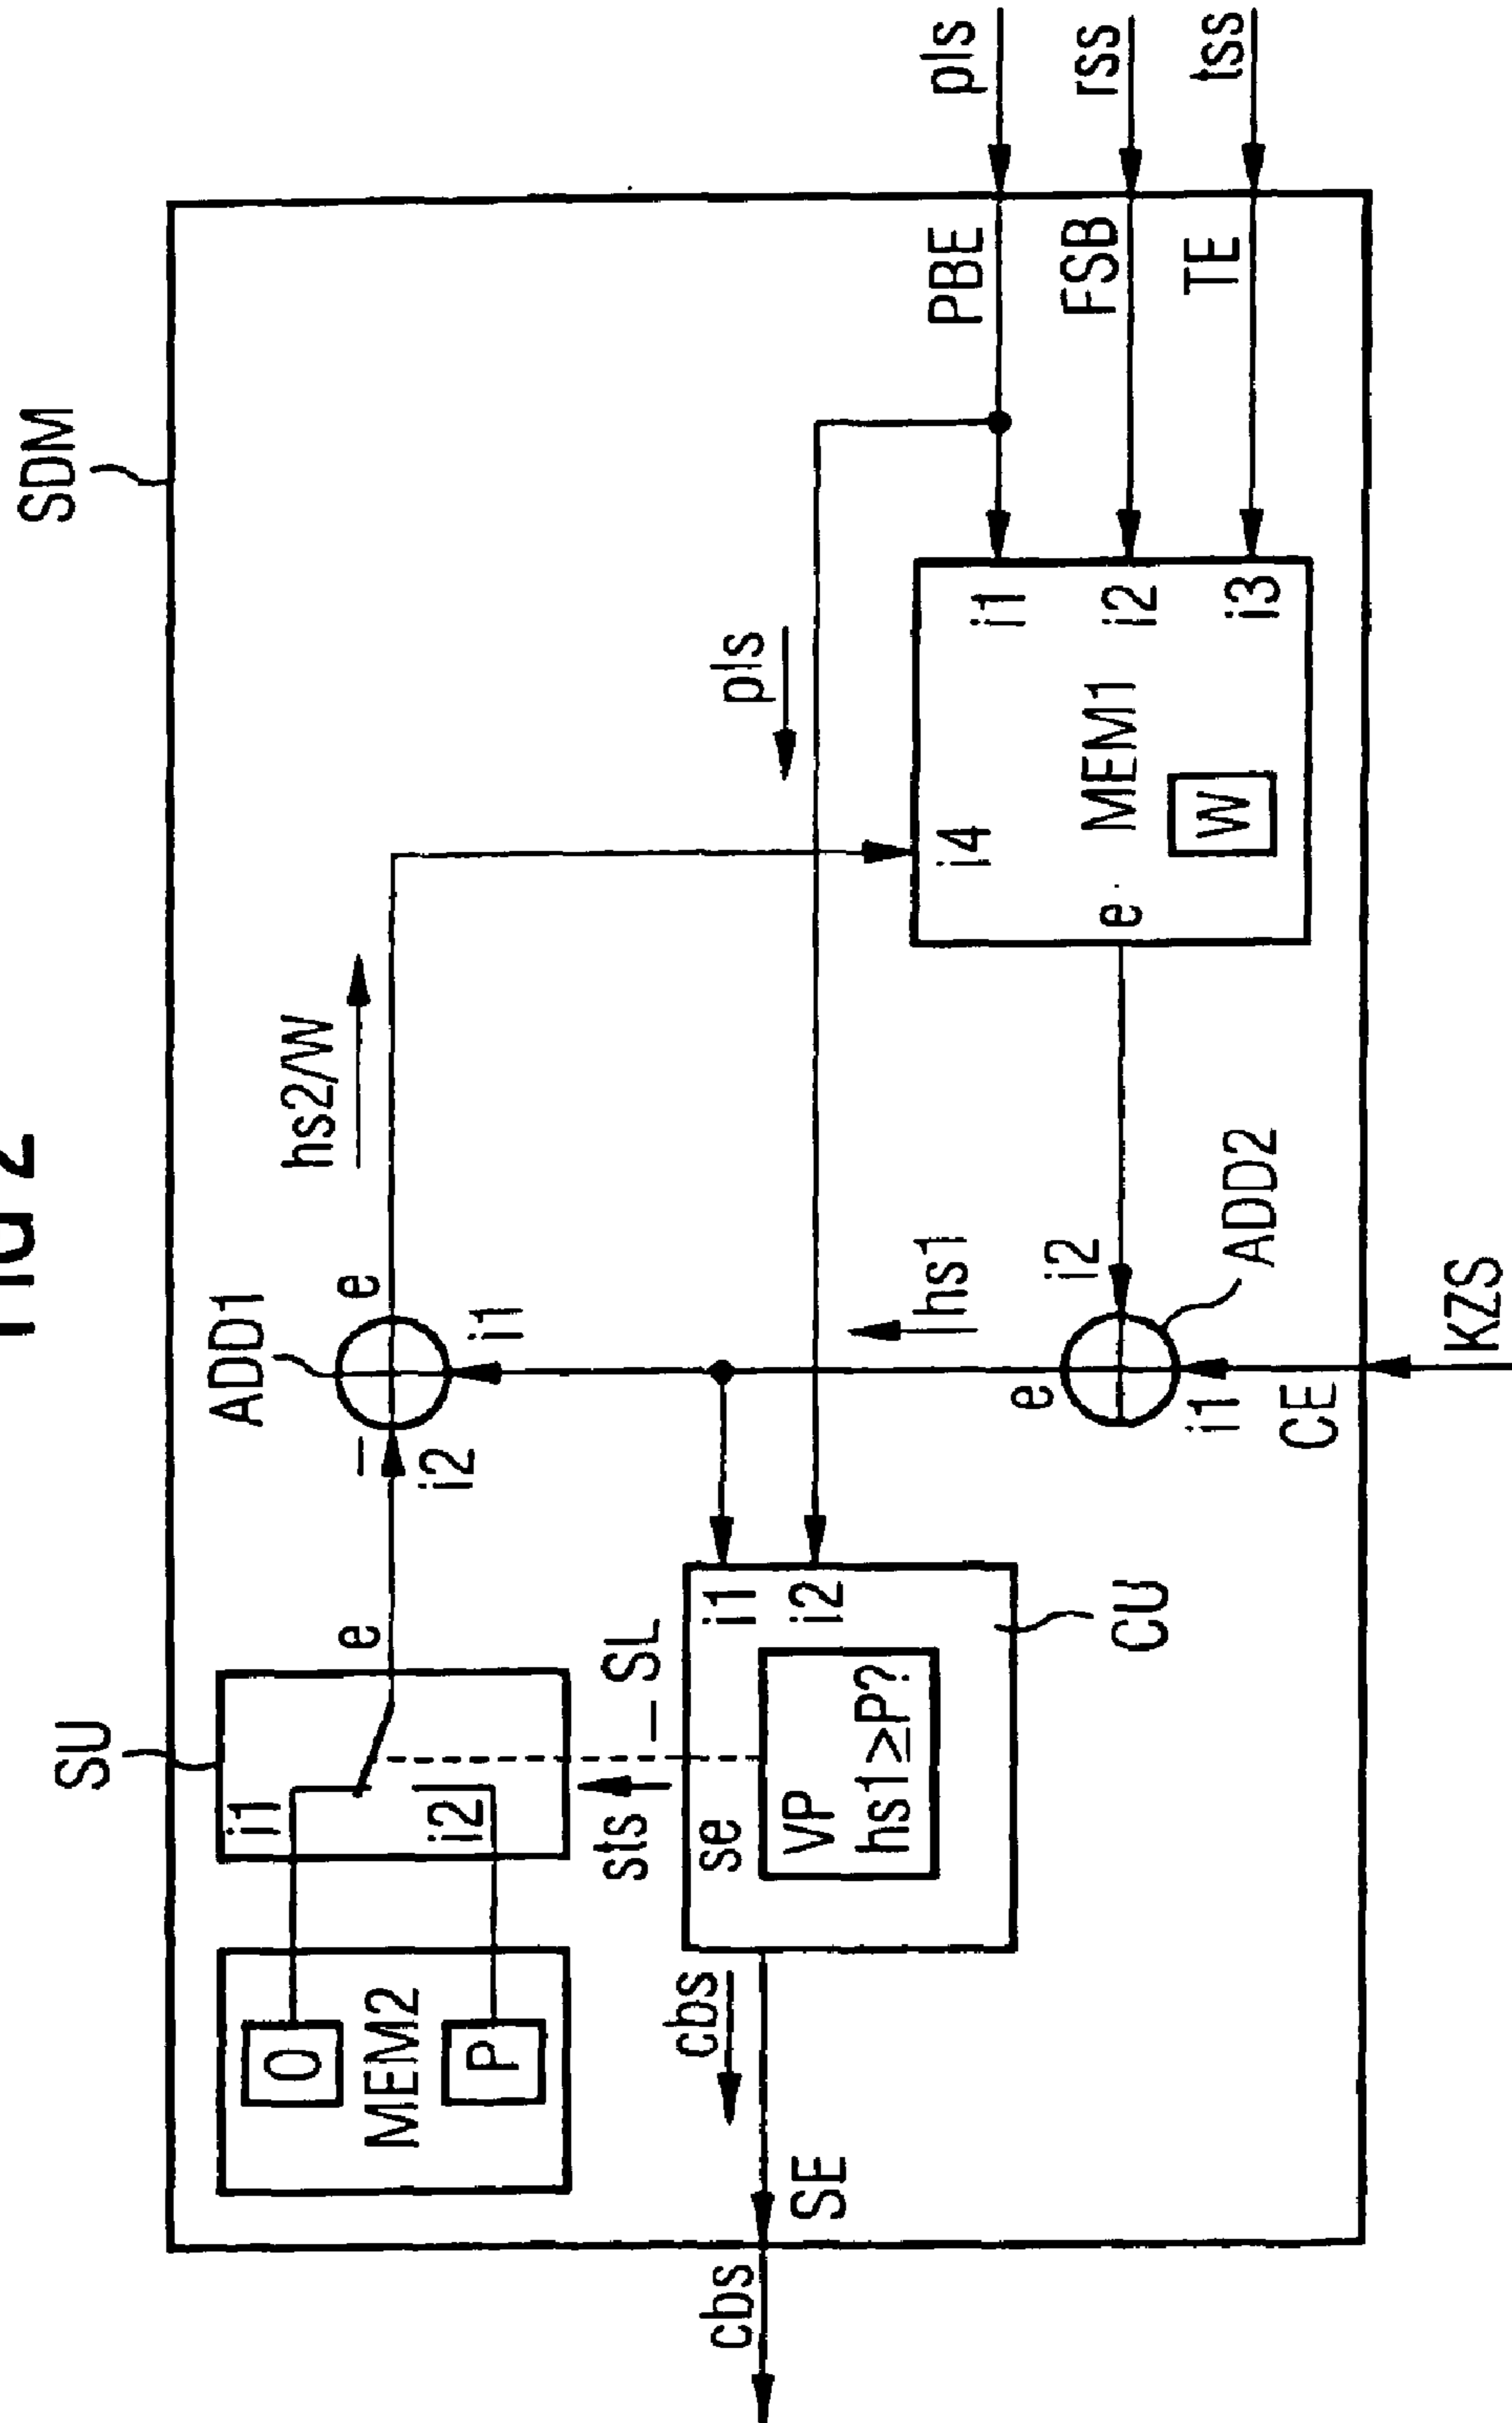 FIG 2
SDM
SU
ADD1
hs2/W
i1
e
i2
–
e
e
i1
O
MEM2
P
i2
sts
SL
pls
cbs
se
i1
i2
VP
hs1≥P?
CU
hs1
i4
i1
i2
i3
MEM1
W
e
PBE
FSB
TE
pls
rss
tss
cbs
SE
e
i2
i1
ADD2
CE
KZS